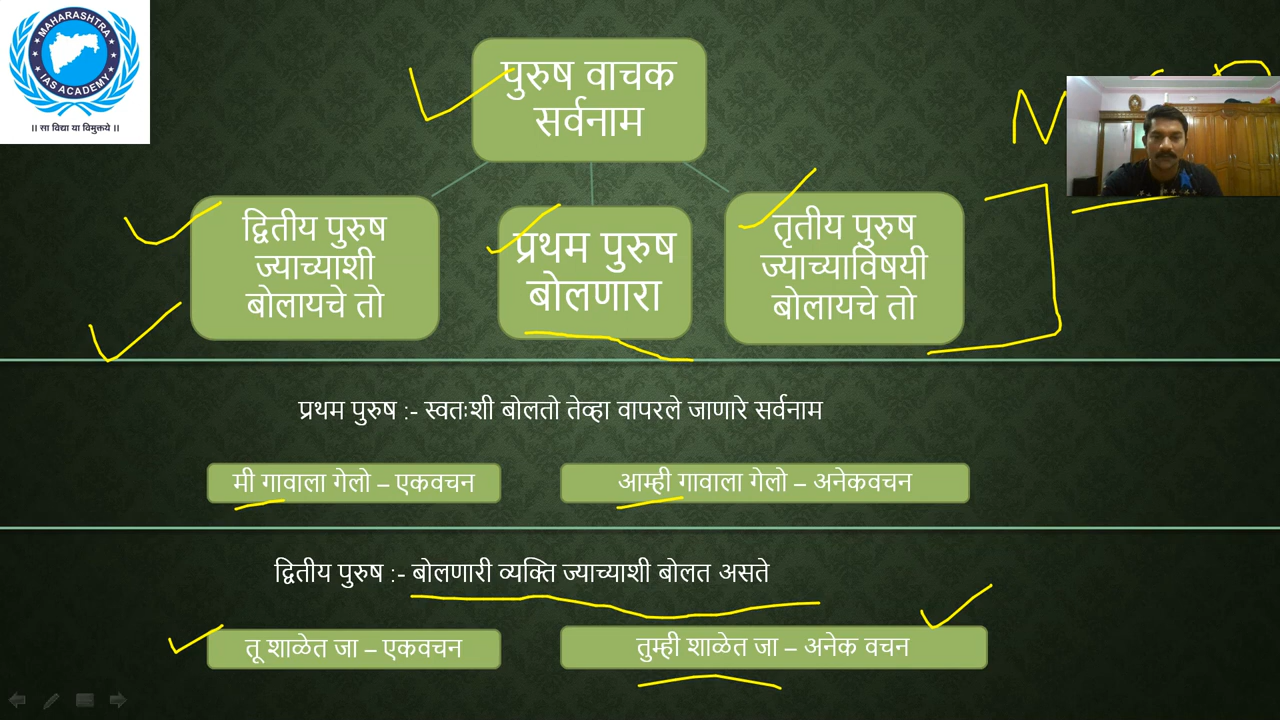 MAHARASHTRA
IAS ACADEMY
।। सा विद्या या विमुक्तये ।।
पुरुष वाचक
सर्वनाम
द्वितीय पुरुष
ज्याच्याशी
बोलायचे तो
प्रथम पुरुष
बोलणारा
तृतीय पुरुष
ज्याच्याविषयी
बोलायचे तो
प्रथम पुरुष :- स्वतःशी बोलतो तेव्हा वापरले जाणारे सर्वनाम
मी गावाला गेलो – एकवचन
आम्ही गावाला गेलो – अनेकवचन
द्वितीय पुरुष :- बोलणारी व्यक्ति ज्याच्याशी बोलत असते
तू शाळेत जा – एकवचन
तुम्ही शाळेत जा – अनेक वचन